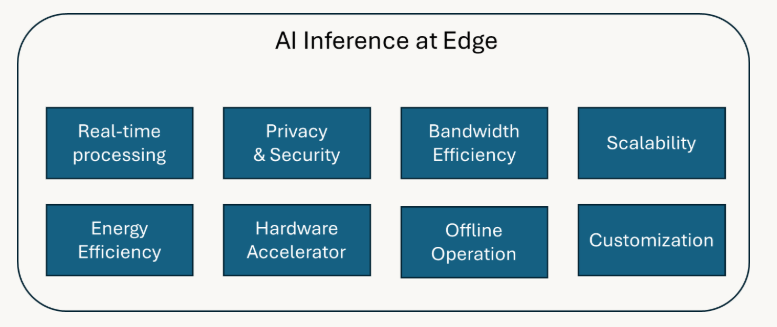 AI Inference at Edge
Real-time
processing
Privacy
& Security
Bandwidth
Efficiency
Scalability
Energy
Efficiency
Hardware
Accelerator
Offline
Operation
Customization